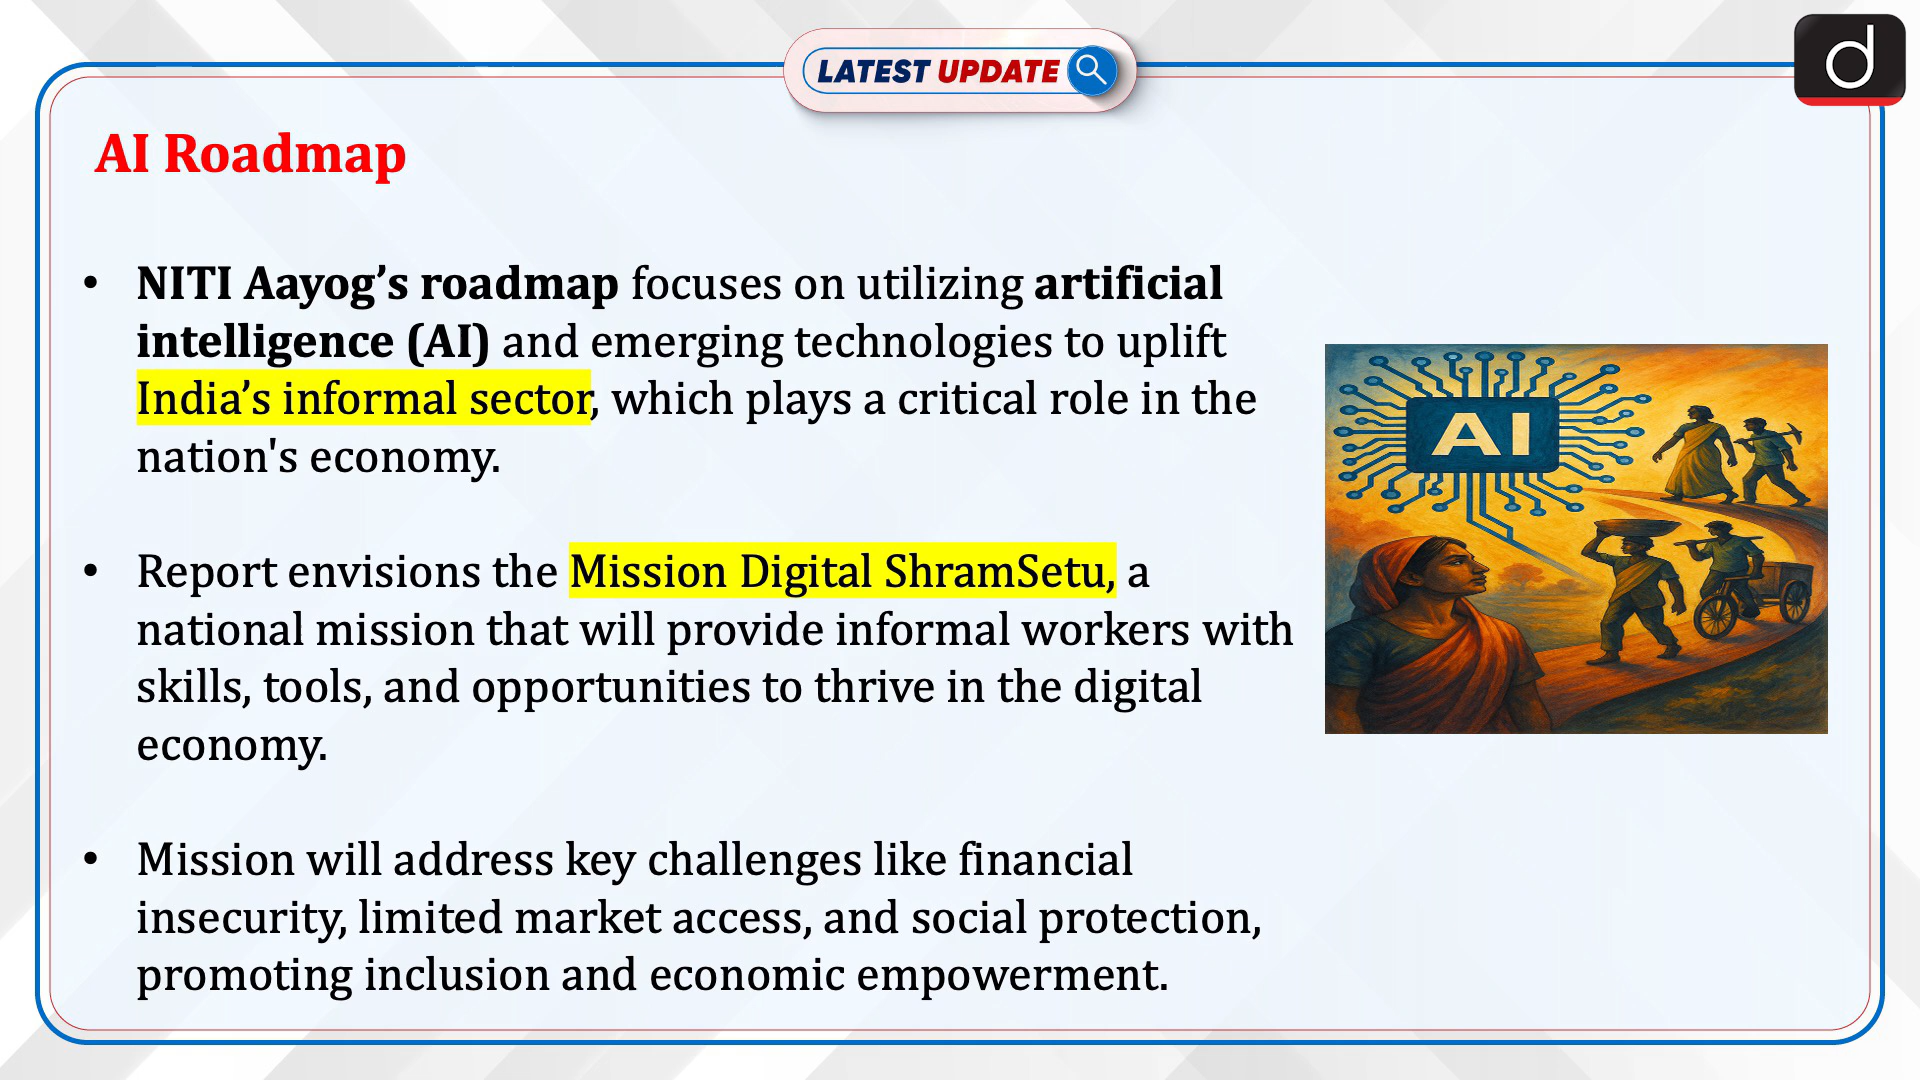 LATEST UPDATE
d
AI Roadmap
• NITI Aayog’s roadmap focuses on utilizing artificial
intelligence (AI) and emerging technologies to uplift
India’s informal sector, which plays a critical role in the
nation's economy.
• Report envisions the Mission Digital ShramSetu, a
national mission that will provide informal workers with
skills, tools, and opportunities to thrive in the digital
economy.
• Mission will address key challenges like financial
insecurity, limited market access, and social protection,
promoting inclusion and economic empowerment.
AI